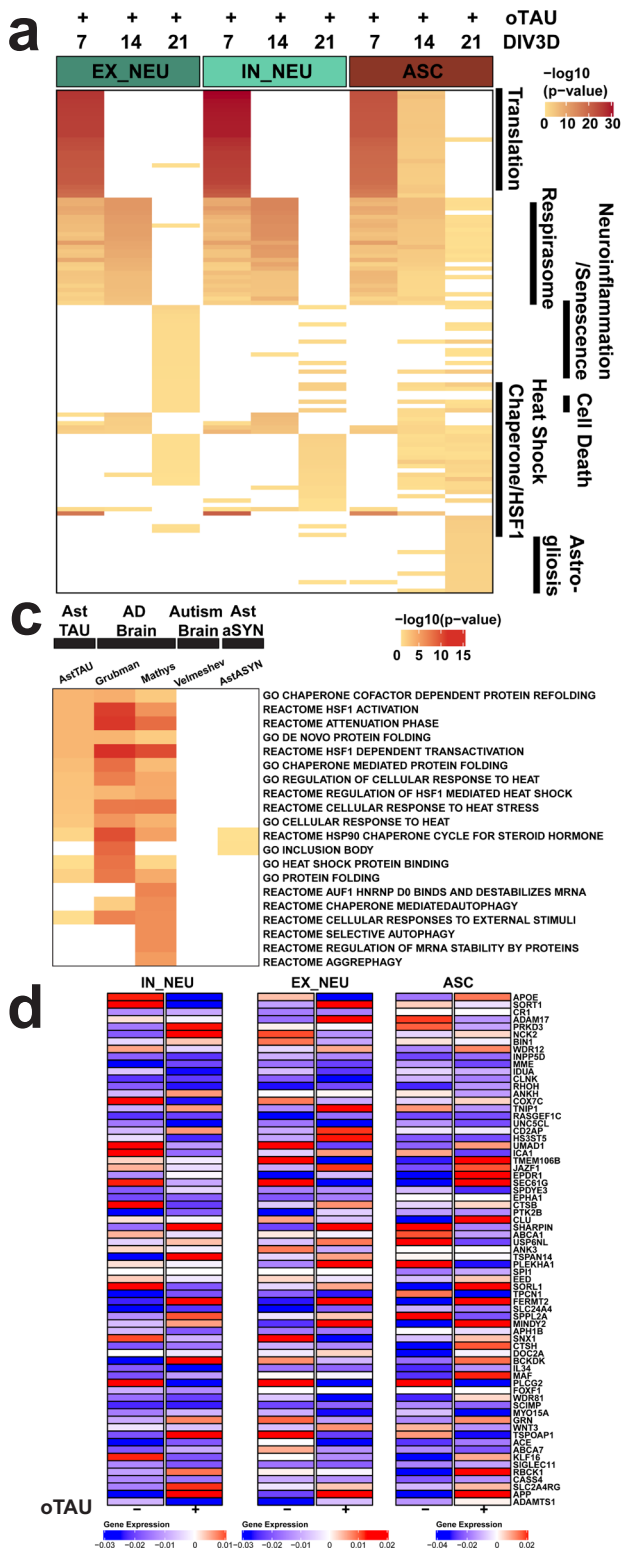 a
+ + + + + + + + + oTAU
7 14 21 7 14 21 7 14 21 DIV3D
EX_NEU IN_NEU ASC
−log10
(p−value)
0 10 20 30
Translation
Respirasome
Neuroinflammation
/Senescence
Cell Death
Heat Shock
Chaperone/HSF1
Astro-
gliosis
c
Ast
TAU
AD
Brain
Autism
Brain
Ast
aSYN
−log10(p−value)
0 5 10 15
AstTAU Grubman Mathys Velmeshev AstASYN
GO CHAPERONE COFACTOR DEPENDENT PROTEIN REFOLDING
REACTOME HSF1 ACTIVATION
REACTOME ATTENUATION PHASE
GO DE NOVO PROTEIN FOLDING
REACTOME HSF1 DEPENDENT TRANSACTIVATION
GO CHAPERONE MEDIATED PROTEIN FOLDING
GO REGULATION OF CELLULAR RESPONSE TO HEAT
REACTOME REGULATION OF HSF1 MEDIATED HEAT SHOCK
REACTOME CELLULAR RESPONSE TO HEAT STRESS
GO CELLULAR RESPONSE TO HEAT
REACTOME HSP90 CHAPERONE CYCLE FOR STEROID HORMONE
GO INCLUSION BODY
GO HEAT SHOCK PROTEIN BINDING
GO PROTEIN FOLDING
REACTOME AUF1 HNRNP D0 BINDS AND DESTABILIZES MRNA
REACTOME CHAPERONE MEDIATEDAUTOPHAGY
REACTOME CELLULAR RESPONSES TO EXTERNAL STIMULI
REACTOME SELECTIVE AUTOPHAGY
REACTOME REGULATION OF MRNA STABILITY BY PROTEINS
REACTOME AGGREPHAGY
d
IN_NEU EX_NEU ASC
APOE
SORT1
CR1
ADAM17
PRKD3
NCK2
BIN1
WDR12
INPP5D
MME
IDUA
CLNK
RHOH
ANKH
COX7C
TNIP1
RASGEF1C
UNC5CL
CD2AP
HS3ST5
UMAD1
ICA1
TMEM106B
JAZF1
EPDR1
SEC61G
SPDYE3
EPHA1
CTSB
PTK2B
CLU
SHARPIN
ABCA1
USP6NL
ANK3
TSPAN14
PLEKHA1
SPI1
EED
SORL1
TPCN1
FERMT2
SLC24A4
SPPL2A
MINDY2
APH1B
SNX1
CTSH
DOC2A
BCKDK
IL34
MAF
PLCG2
FOXF1
WDR81
SCIMP
MYO15A
GRN
WNT3
TSPOAP1
ACE
ABCA7
KLF16
SIGLEC11
RBCK1
CASS4
SLC2A4RG
APP
ADAMTS1
oTAU − + − + − +
Gene Expression Gene Expression Gene Expression
−0.03 −0.02 −0.01 0.00 0.01 −0.03 −0.02 −0.01 0.00 0.01 0.02 −0.04 −0.02 0.00 0.02